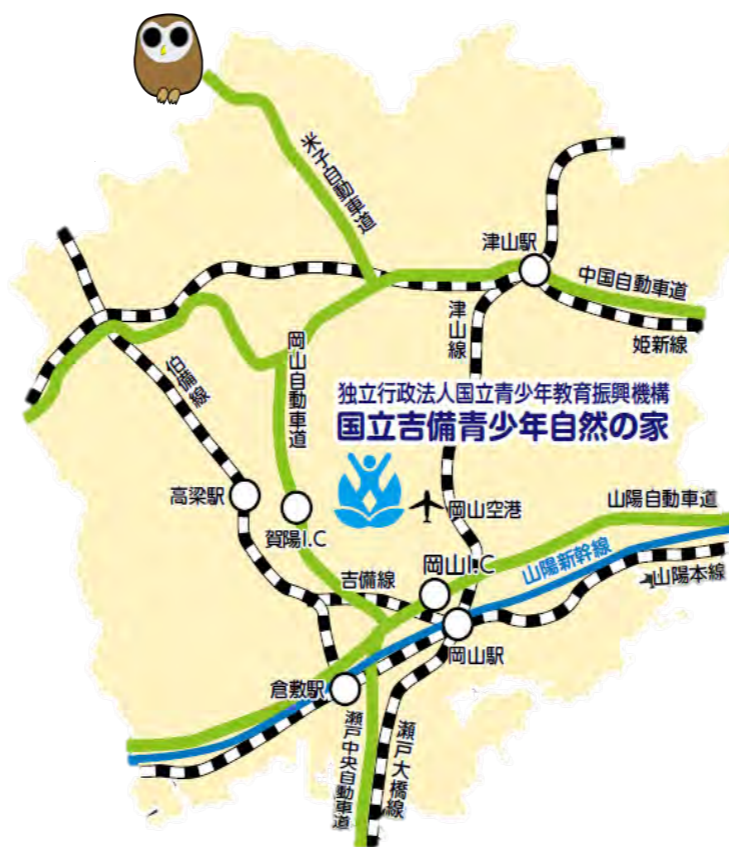 米子自動車道
津山駅
中国自動車道
津山線
姫新線
岡山自動車道
伯備線
独立行政法人国立青少年教育振興機構
国立吉備青少年自然の家
高梁駅
賀陽I.C
岡山空港
山陽自動車道
岡山I.C
山陽新幹線
吉備線
山陽本線
岡山駅
倉敷駅
瀬戸中央自動車道
瀬戸大橋線